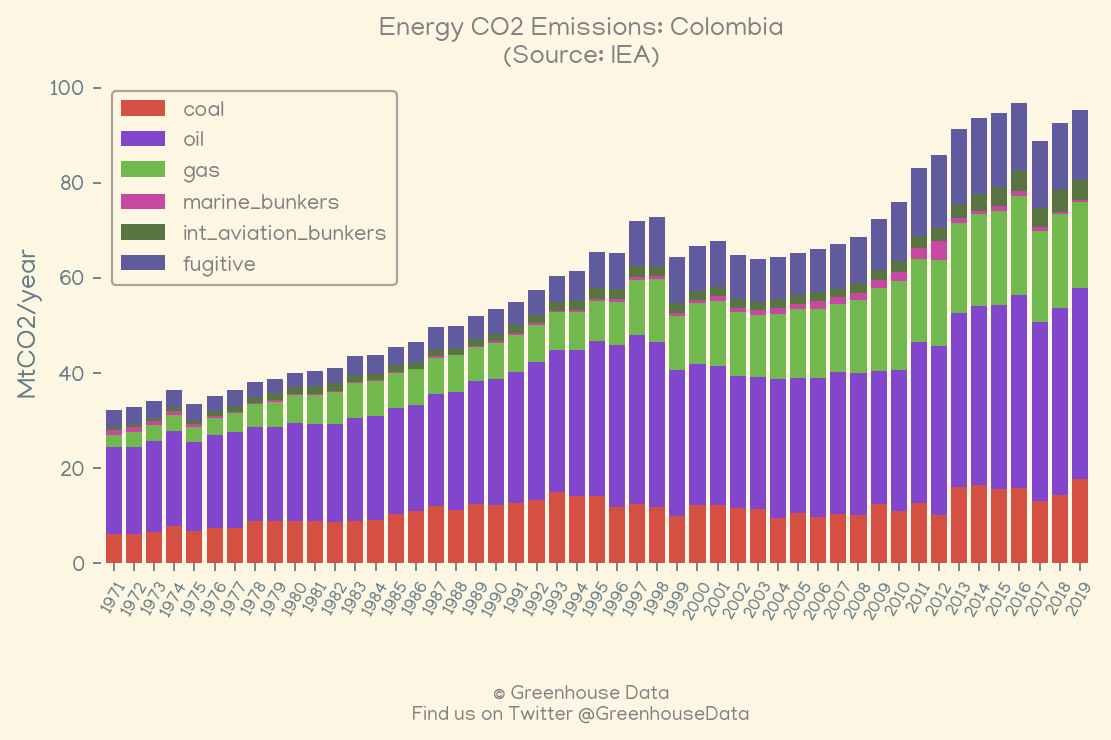 Energy CO2 Emissions: Colombia
(Source: IEA)
MtCO2/year
100
80
60
40
20
0
coal
oil
gas
marine_bunkers
int_aviation_bunkers
fugitive
1971 1972 1973 1974 1975 1976 1977 1978 1979 1980 1981 1982 1983 1984 1985 1986 1987 1988 1989 1990 1991 1992 1993 1994 1995 1996 1997 1998 1999 2000 2001 2002 2003 2004 2005 2006 2007 2008 2009 2010 2011 2012 2013 2014 2015 2016 2017 2018 2019
© Greenhouse Data
Find us on Twitter @GreenhouseData